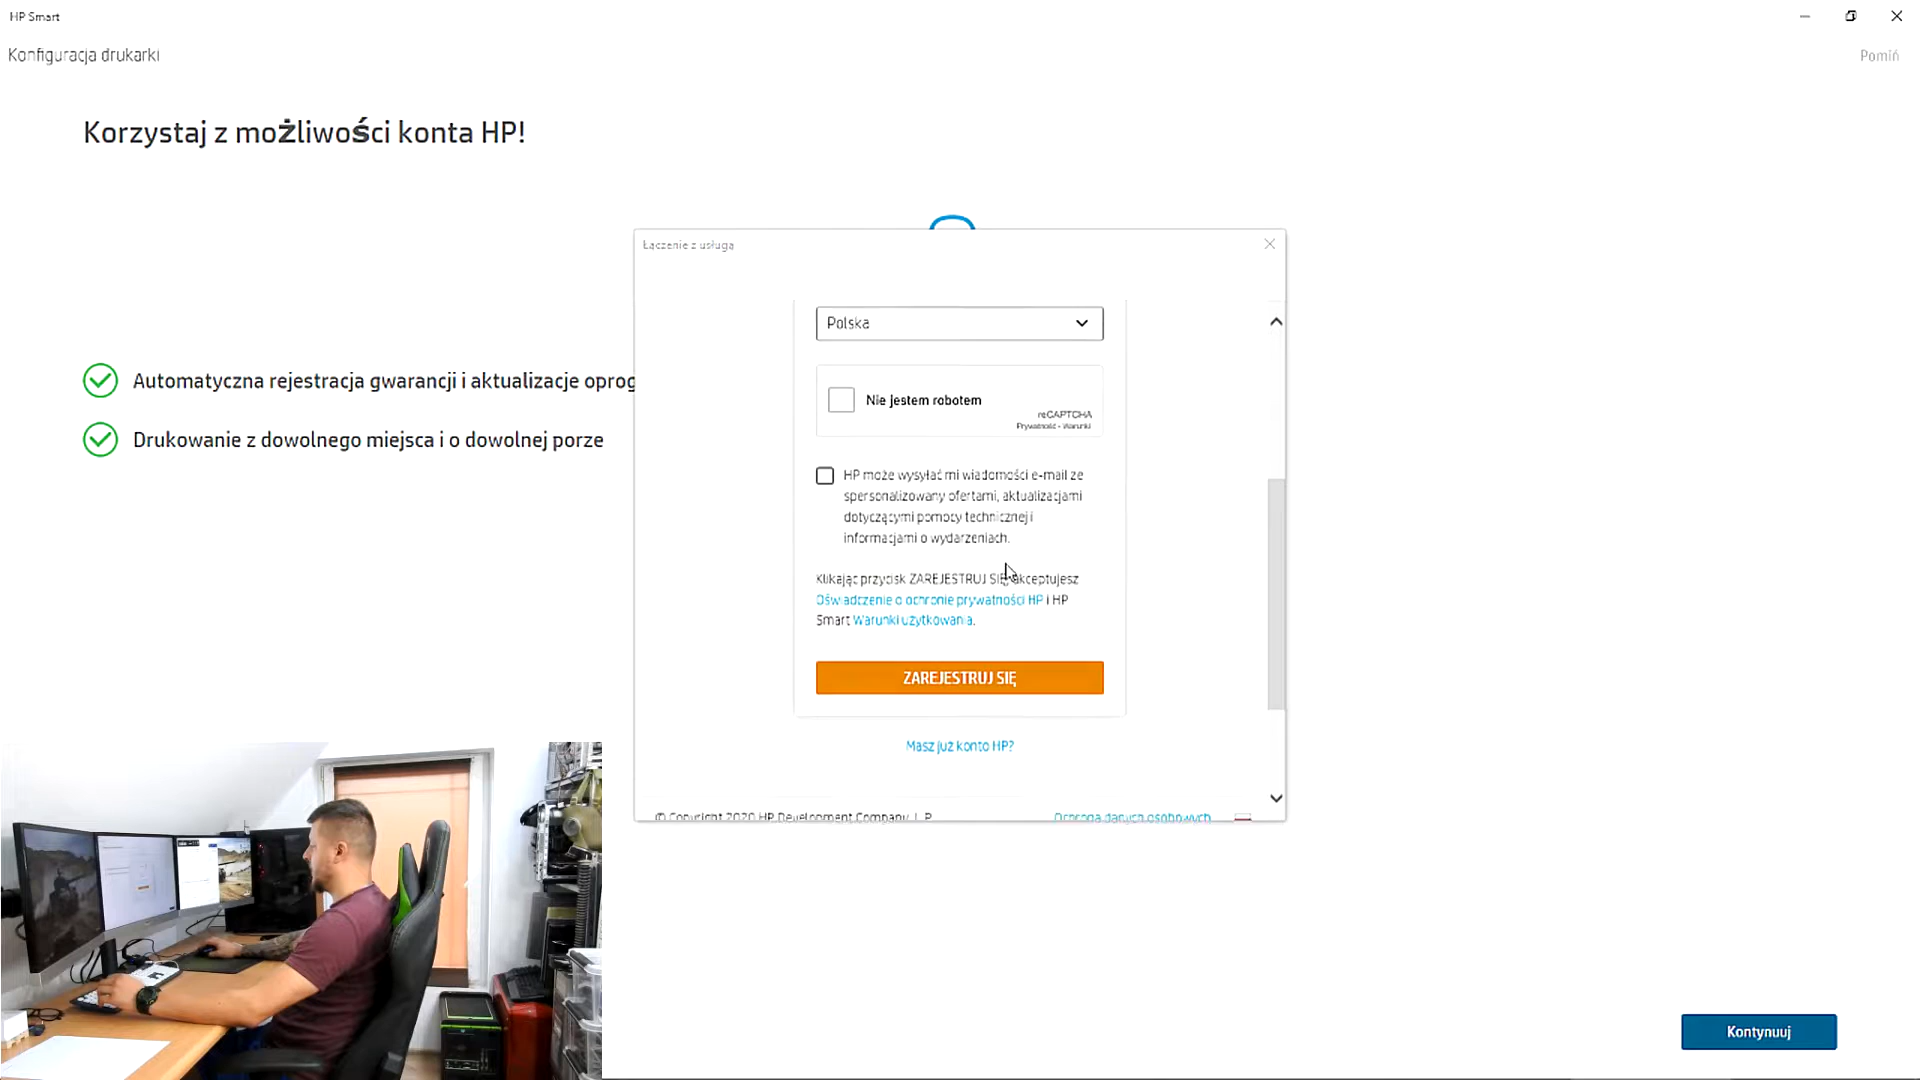 HP Smart
Konfiguracja drukarki
Pomiń
Korzystaj z możliwości konta HP!
Łączenie z usługą
Polska
Automatyczna rejestracja gwarancji i aktualizacje oprog
Nie jestem robotem
reCAPTCHA
Prywatność - Warunki
Drukowanie z dowolnego miejsca i o dowolnej porze
HP może wysyłać mi wiadomości e-mail ze
spersonalizowany ofertami, aktualizacjami
dotyczącymi pomocy technicznej i
informacjami o wydarzeniach.
Klikając przycisk ZAREJESTRUJ SIĘ, akceptujesz
Oświadczenie o ochronie prywatności HP i HP
Smart Warunki użytkowania.
ZAREJESTRUJ SIĘ
Masz już konto HP?
© Copyright 2020 HP Development Company, L.P.
Ochrona danych osobowych
Kontynuuj